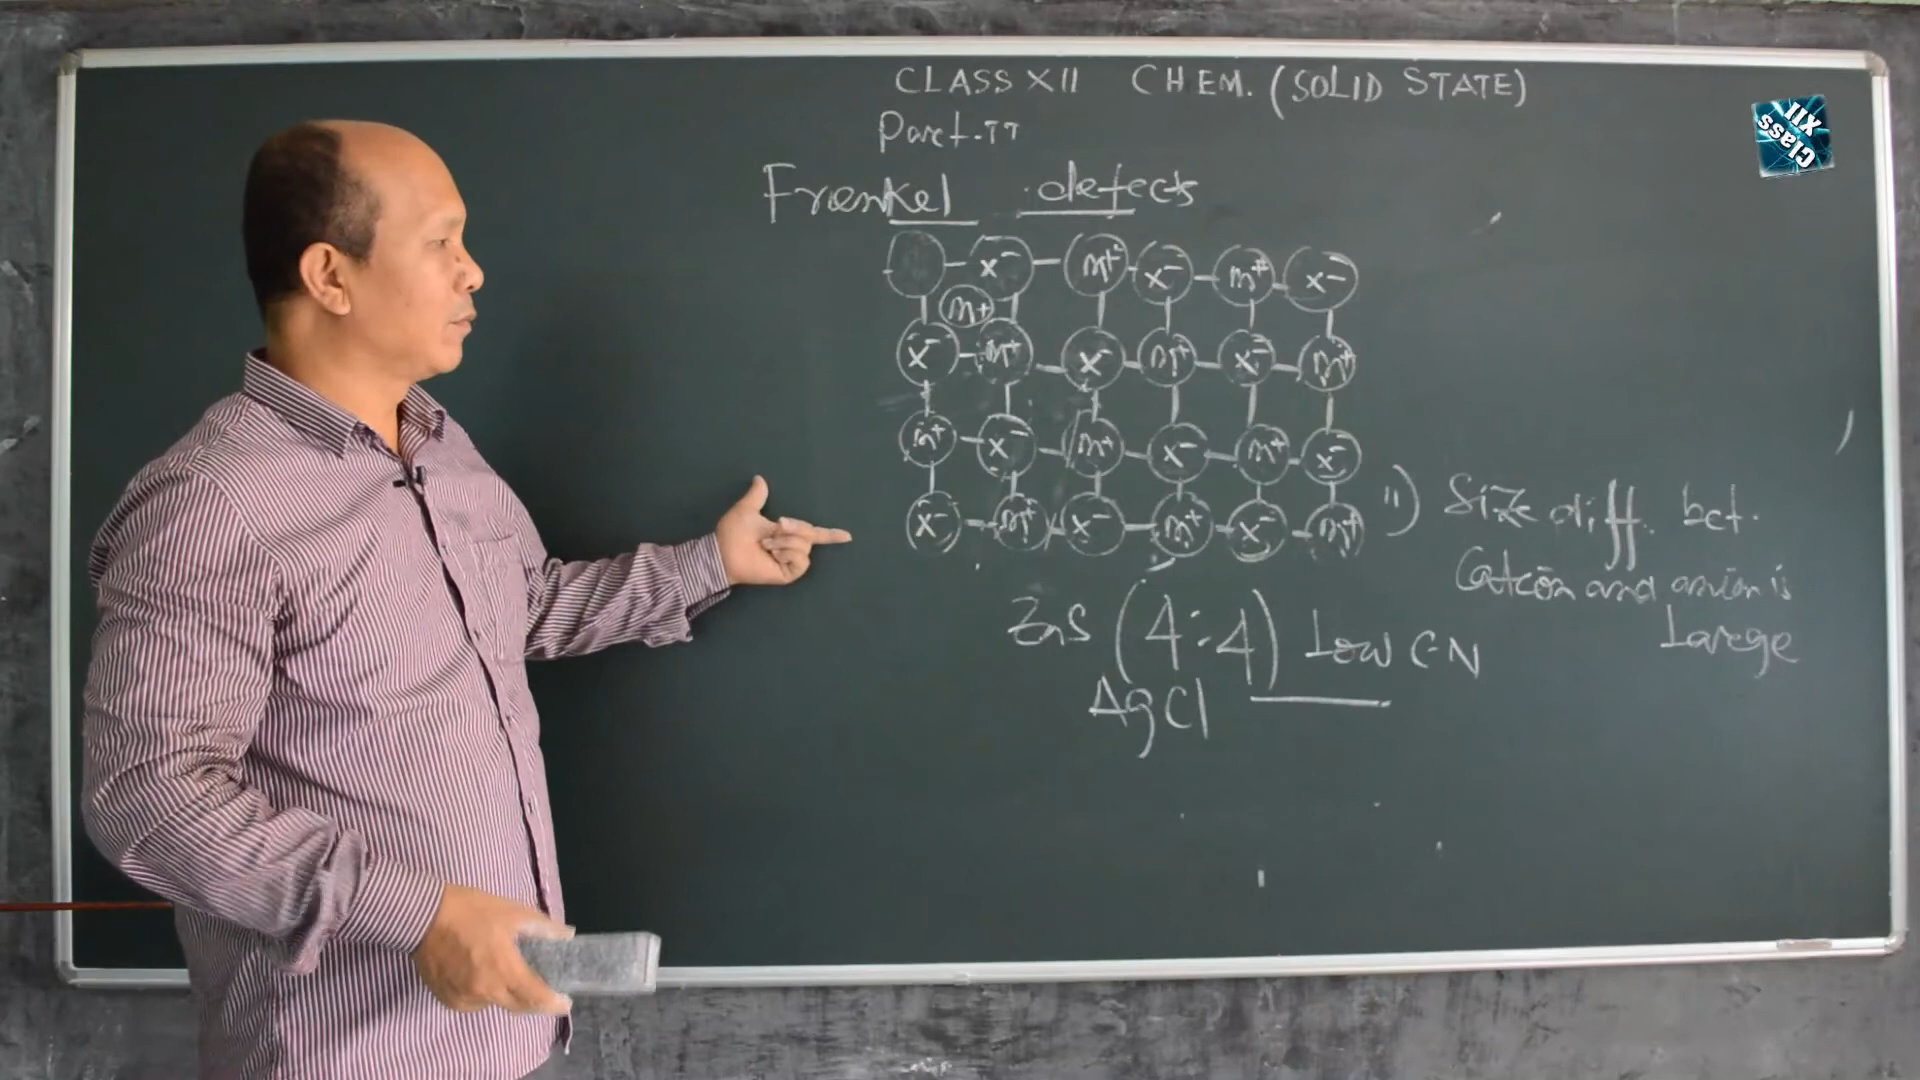 CLASS XII CHEM. (SOLID STATE)
Part-II
Class XII
Frenkel defects
X- M+ X- M+ X-
M+
X- M+ X- M+ X- M+
M+ X- M+ X- M+ X-
X- M+ X- M+ X- M+
ii) Size diff. bet.
Cation and anion is
Large
ZnS (4:4) Low C-N
AgCl